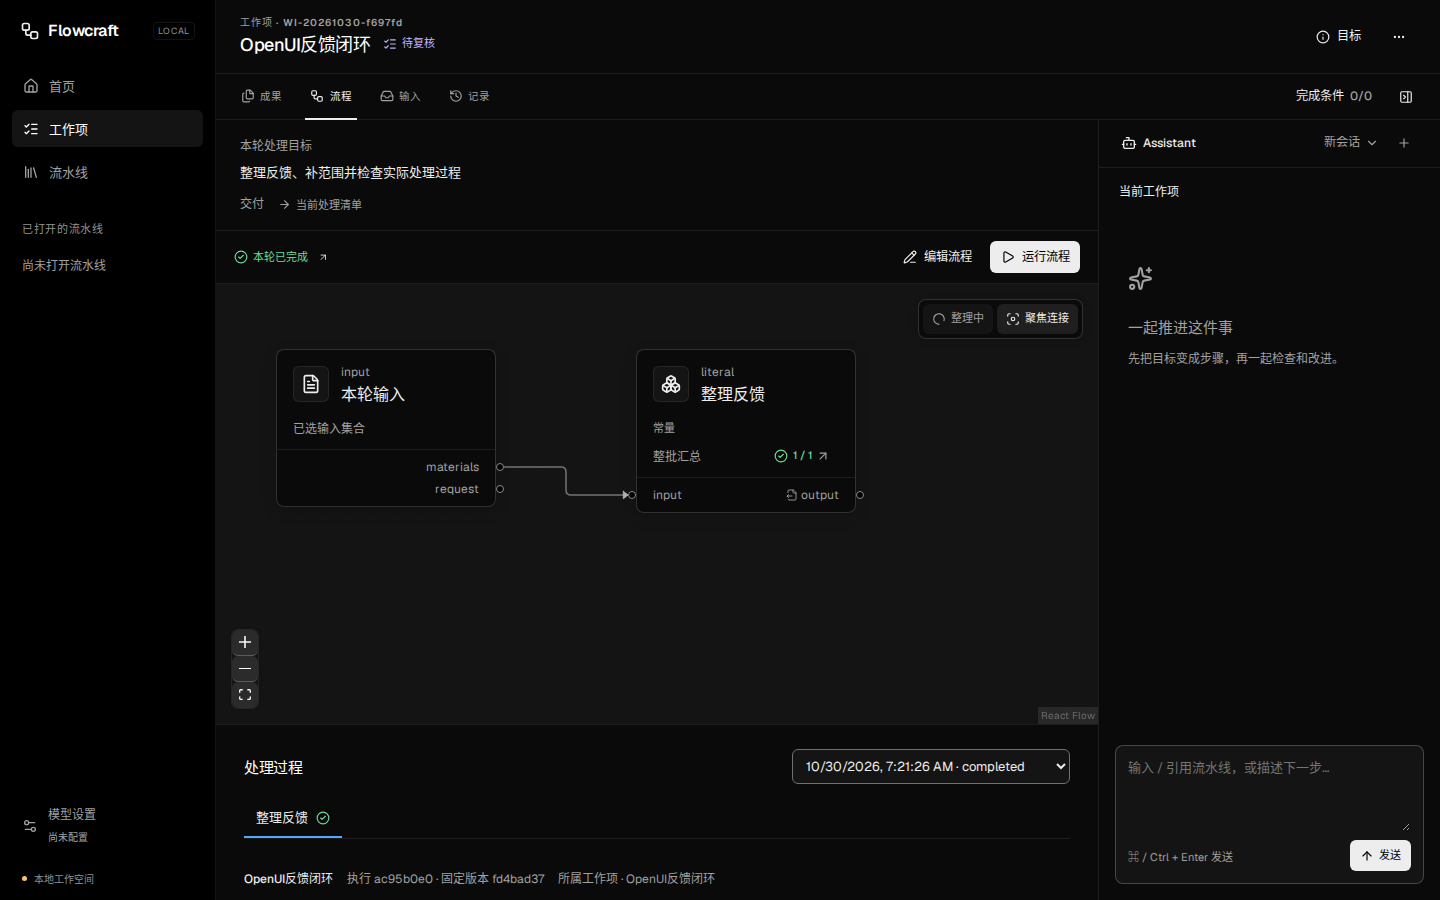 Flowcraft
LOCAL
首页
工作项
流水线
已打开的流水线
尚未打开流水线
模型设置
尚未配置
本地工作空间
工作项 · WI-20261030-f697fd
OpenUI反馈闭环
待复核
目标
成果
流程
输入
记录
完成条件 0/0
本轮处理目标
整理反馈、补范围并检查实际处理过程
交付
当前处理清单
本轮已完成
编辑流程
运行流程
整理中
聚焦连接
input
本轮输入
已选输入集合
materials
request
literal
整理反馈
常量
整批汇总
1 / 1
input
output
React Flow
处理过程
10/30/2026, 7:21:26 AM · completed
整理反馈
OpenUI反馈闭环
执行 ac95b0e0 · 固定版本 fd4bad37
所属工作项 · OpenUI反馈闭环
Assistant
新会话
当前工作项
一起推进这件事
先把目标变成步骤，再一起检查和改进。
输入 / 引用流水线，或描述下一步…
⌘ / Ctrl + Enter 发送
发送